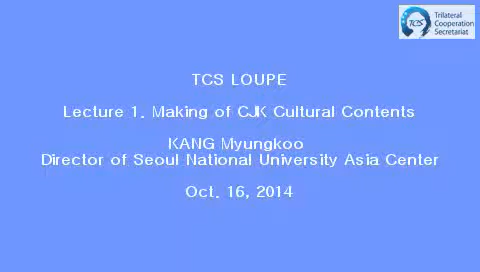 TCS
Trilateral
Cooperation
Secretariat
TCS LOUPE
Lecture 1. Making of CJK Cultural Contents
KANG Myungkoo
Director of Seoul National University Asia Center
Oct. 16, 2014